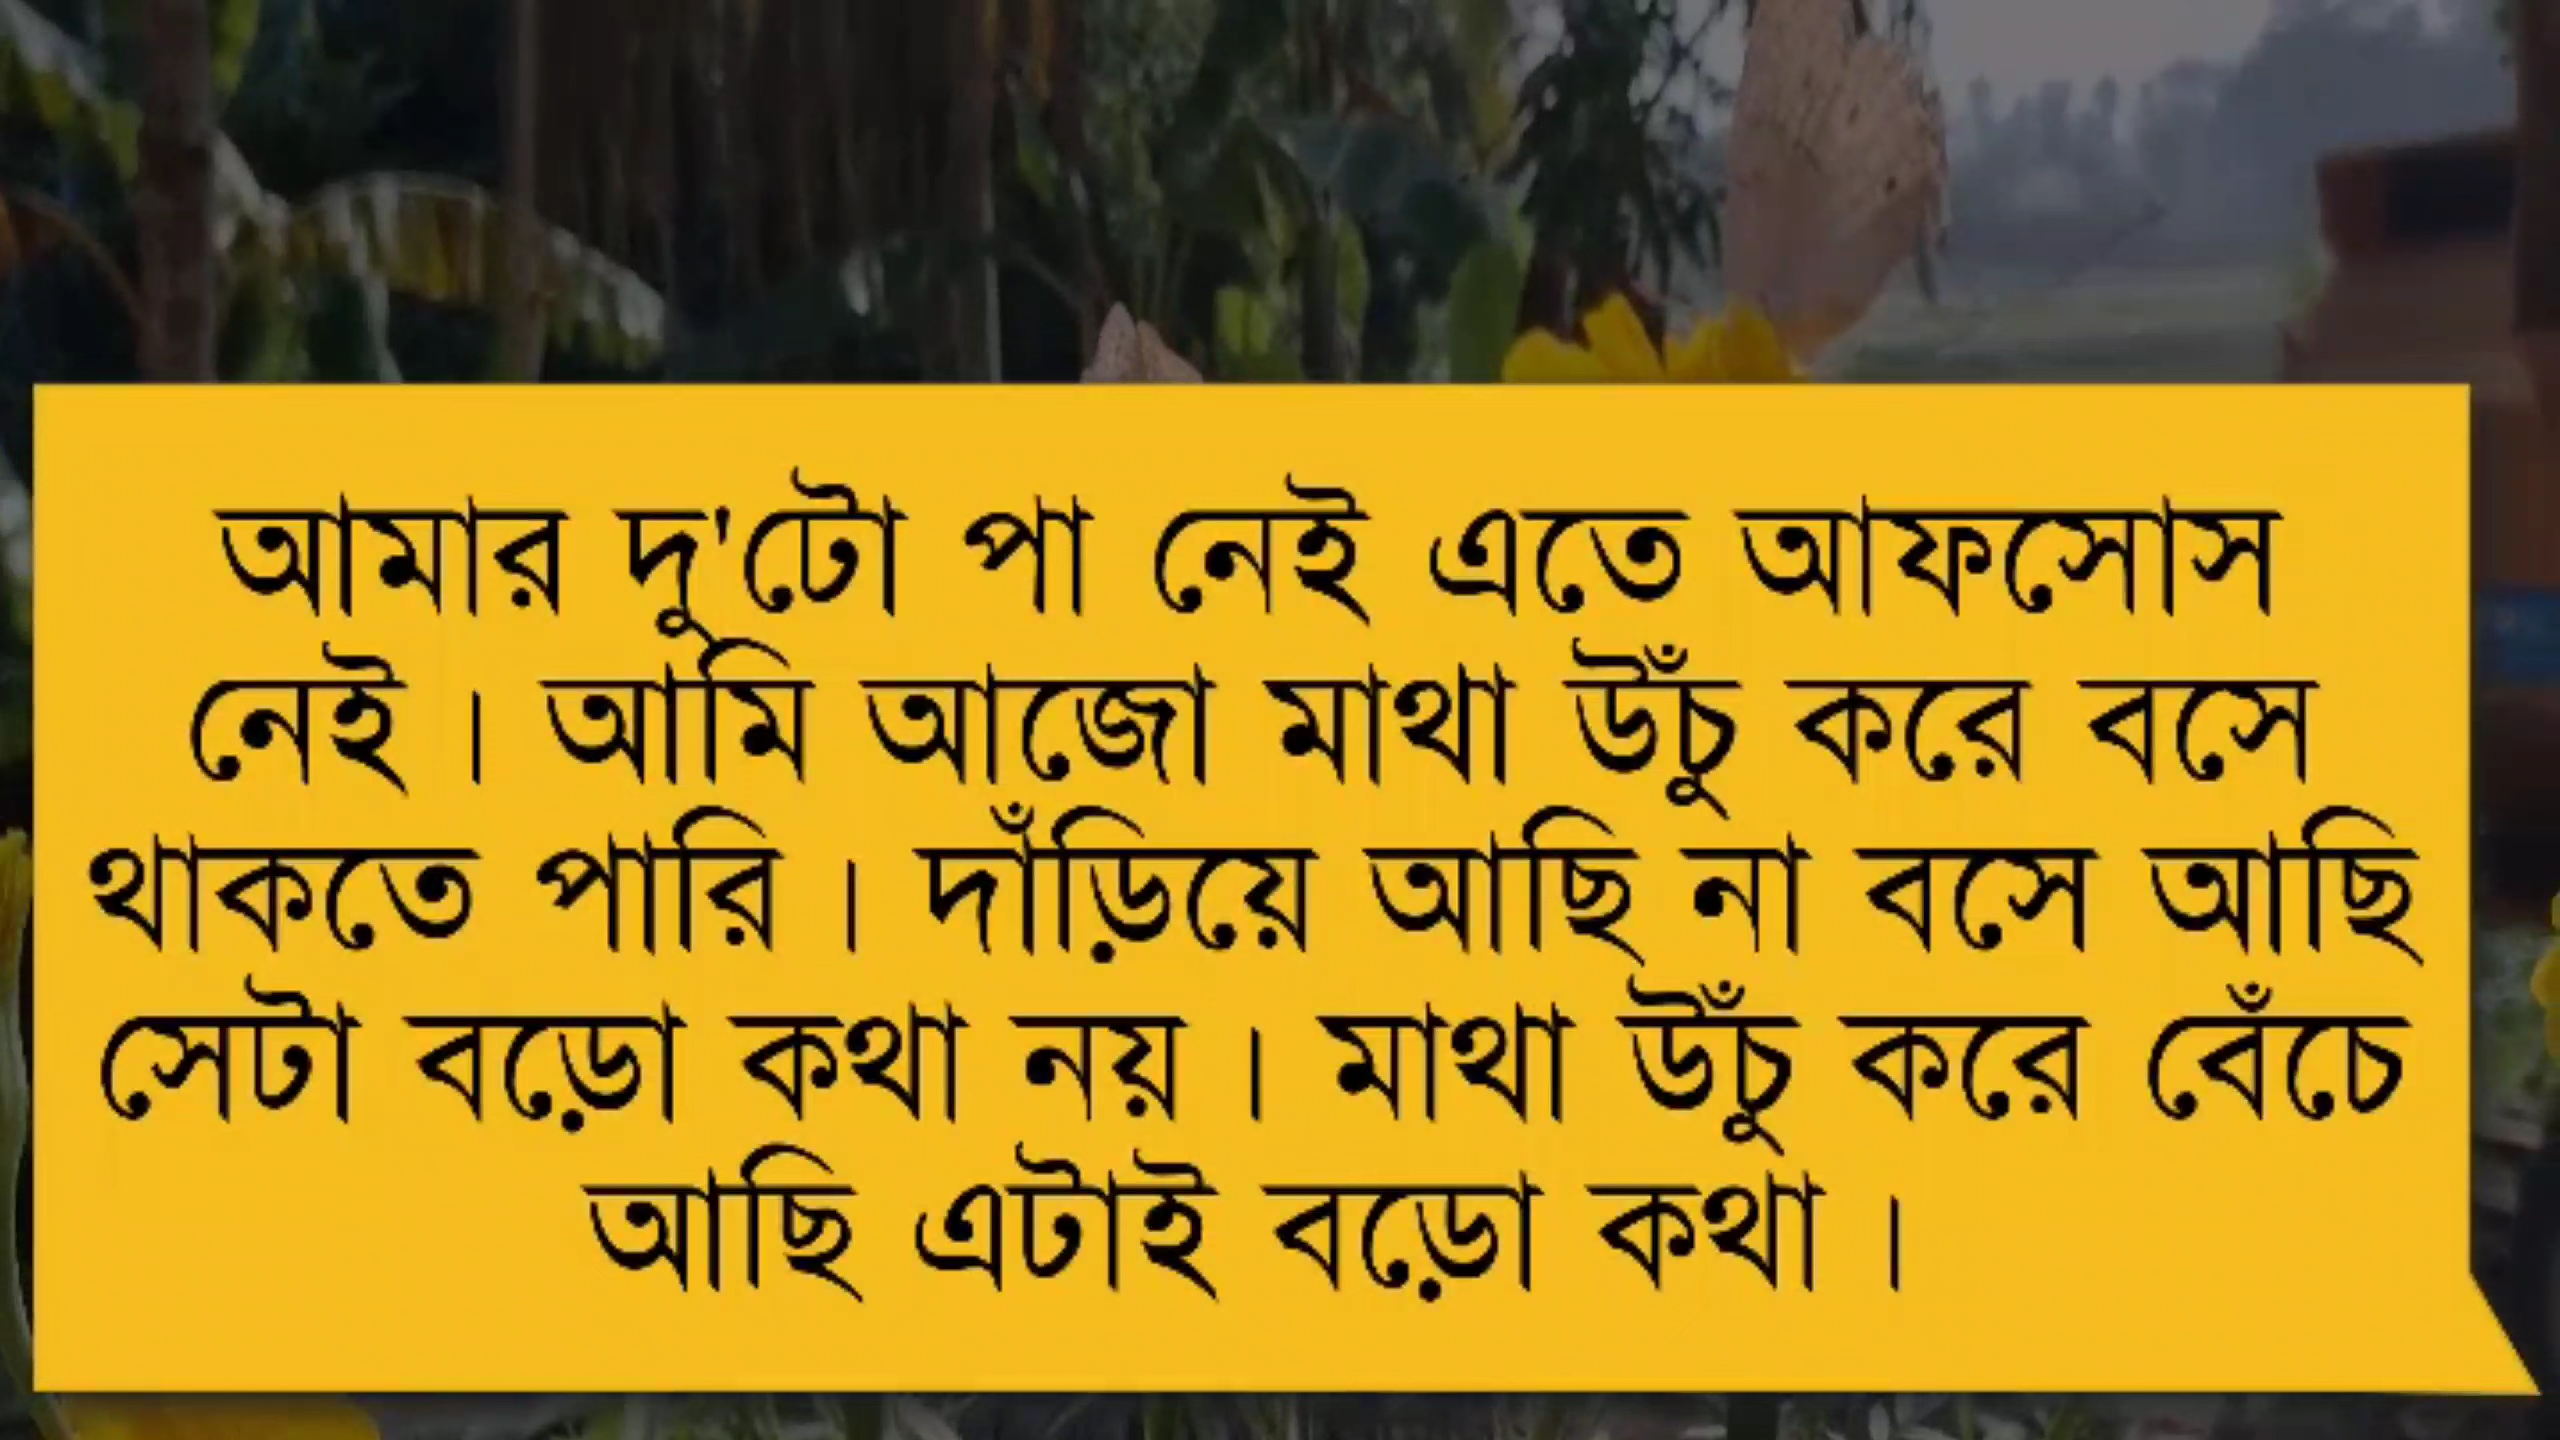 আমার দু'টো পা নেই এতে আফসোস
নেই । আমি আজো মাথা উঁচু করে বসে
থাকতে পারি । দাঁড়িয়ে আছি না বসে আছি
সেটা বড়ো কথা নয় । মাথা উঁচু করে বেঁচে
আছি এটাই বড়ো কথা ।